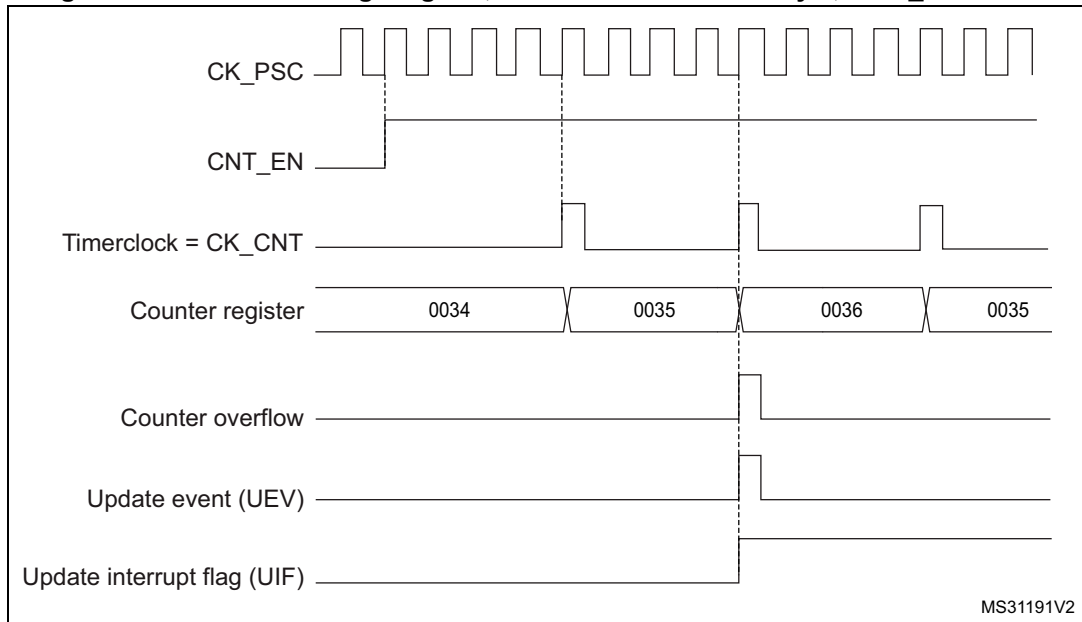 CK_PSC
CNT_EN
Timerclock = CK_CNT
Counter register 0034 0035 0036 0035
Counter overflow
Update event (UEV)
Update interrupt flag (UIF)
MS31191V2